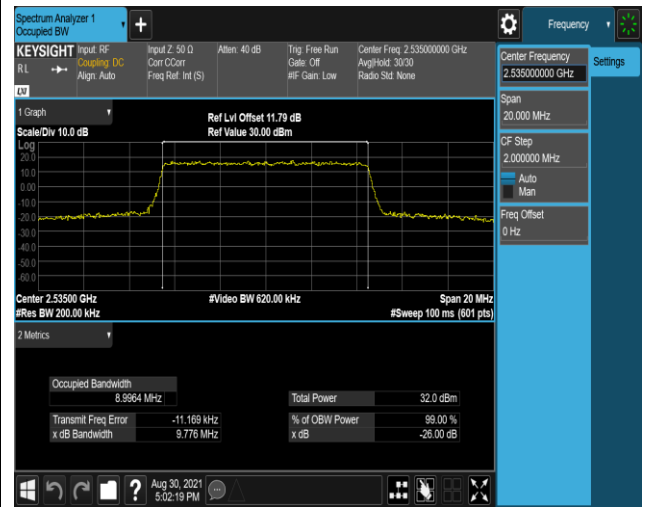 Spectrum Analyzer 1
Occupied BW
Frequency
KEYSIGHT
RL
LXI
Input: RF
Coupling: DC
Align: Auto
Input Z: 50 Ω
Corr CCorr
Freq Ref: Int (S)
Atten: 40 dB
Trig: Free Run
Gate: Off
#IF Gain: Low
Center Freq: 2.535000000 GHz
Avg|Hold: 30/30
Radio Std: None
Center Frequency
2.535000000 GHz
Settings
Span
20.000 MHz
CF Step
2.000000 MHz
Auto
Man
Freq Offset
0 Hz
1 Graph
Scale/Div 10.0 dB
Ref Lvl Offset 11.79 dB
Ref Value 30.00 dBm
Log
20.0
10.0
0.00
-10.0
-20.0
-30.0
-40.0
-50.0
-60.0
Center 2.53500 GHz
#Video BW 620.00 kHz
Span 20 MHz
#Res BW 200.00 kHz
#Sweep 100 ms (601 pts)
2 Metrics
Occupied Bandwidth
8.9964 MHz
Total Power 32.0 dBm
Transmit Freq Error -11.169 kHz
% of OBW Power 99.00 %
x dB Bandwidth 9.776 MHz
x dB -26.00 dB
?
Aug 30, 2021
5:02:19 PM